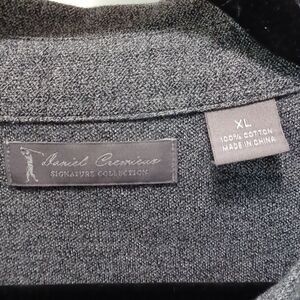 Daniel Cremieux
SIGNATURE COLLECTION
XL
100% COTTON
MADE IN CHINA